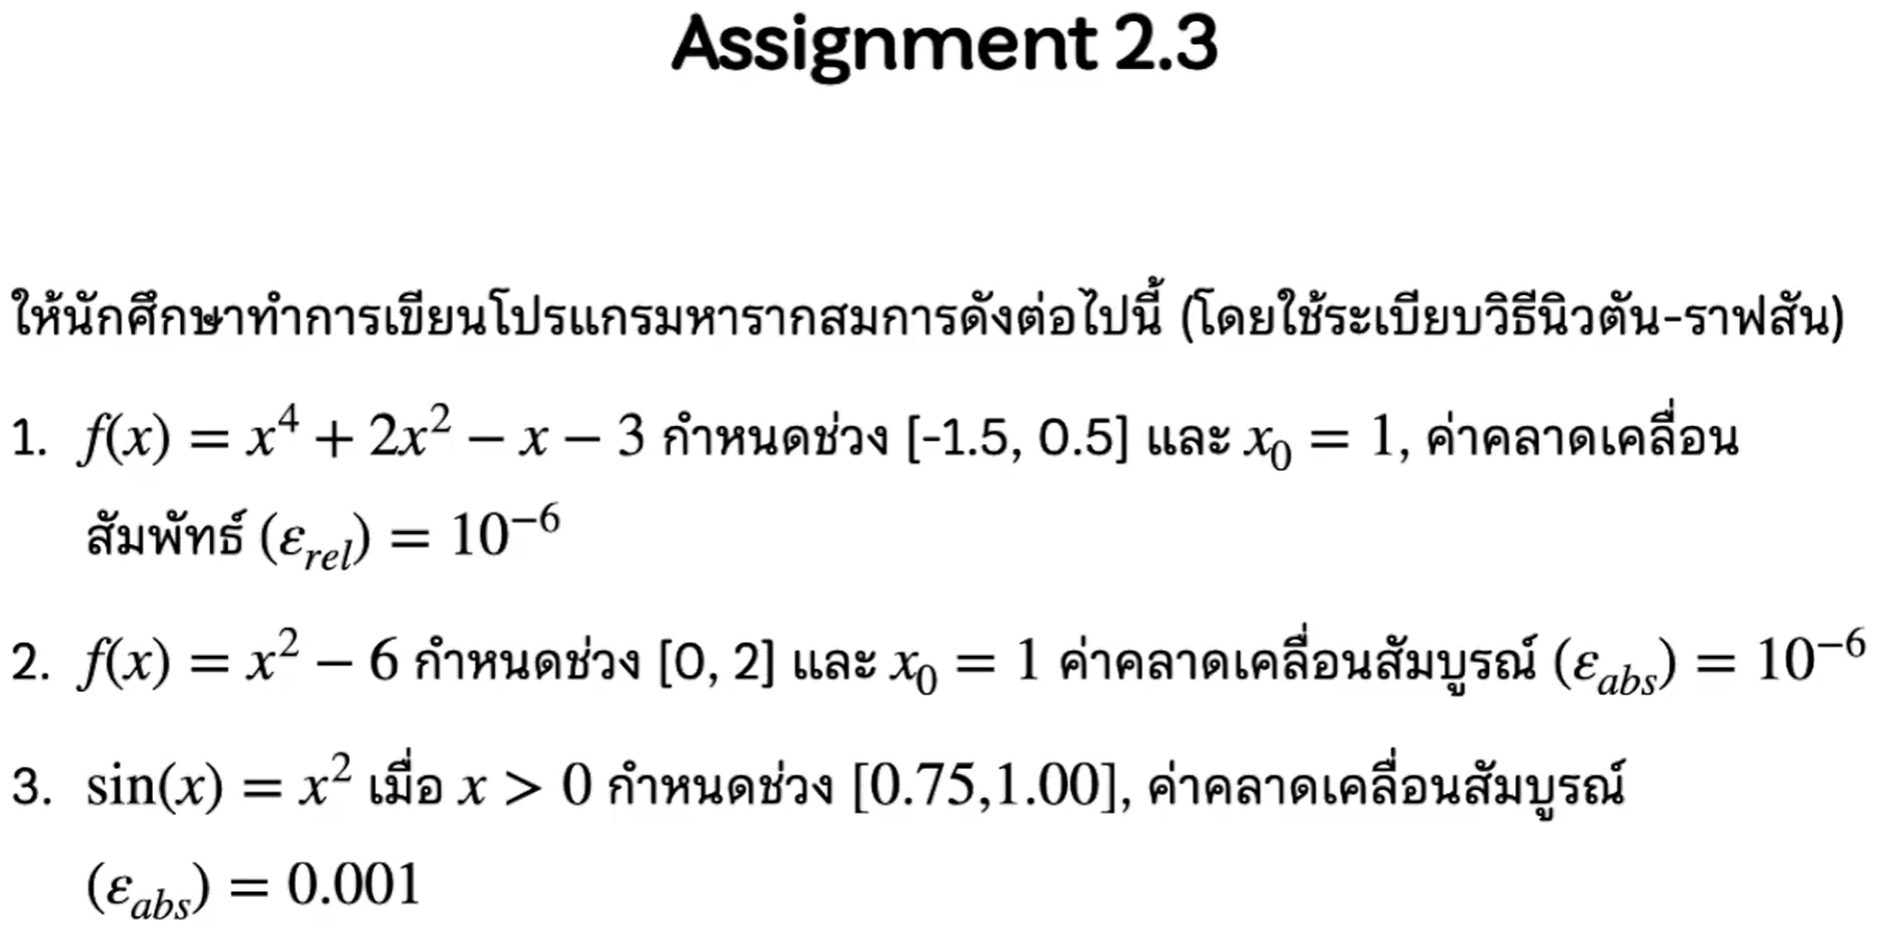 Assignment 2.3
ให้นักศึกษาทำการเขียนโปรแกรมหารากสมการดังต่อไปนี้ (โดยใช้ระเบียบวิธีนิวตัน-ราฟสัน)
1. f(x) = x⁴ + 2x² − x − 3 กำหนดช่วง [-1.5, 0.5] และ x₀ = 1, ค่าคลาดเคลื่อน
สัมพัทธ์ (ε_rel) = 10⁻⁶
2. f(x) = x² − 6 กำหนดช่วง [0, 2] และ x₀ = 1 ค่าคลาดเคลื่อนสัมบูรณ์ (ε_abs) = 10⁻⁶
3. sin(x) = x² เมื่อ x > 0 กำหนดช่วง [0.75,1.00], ค่าคลาดเคลื่อนสัมบูรณ์
(ε_abs) = 0.001